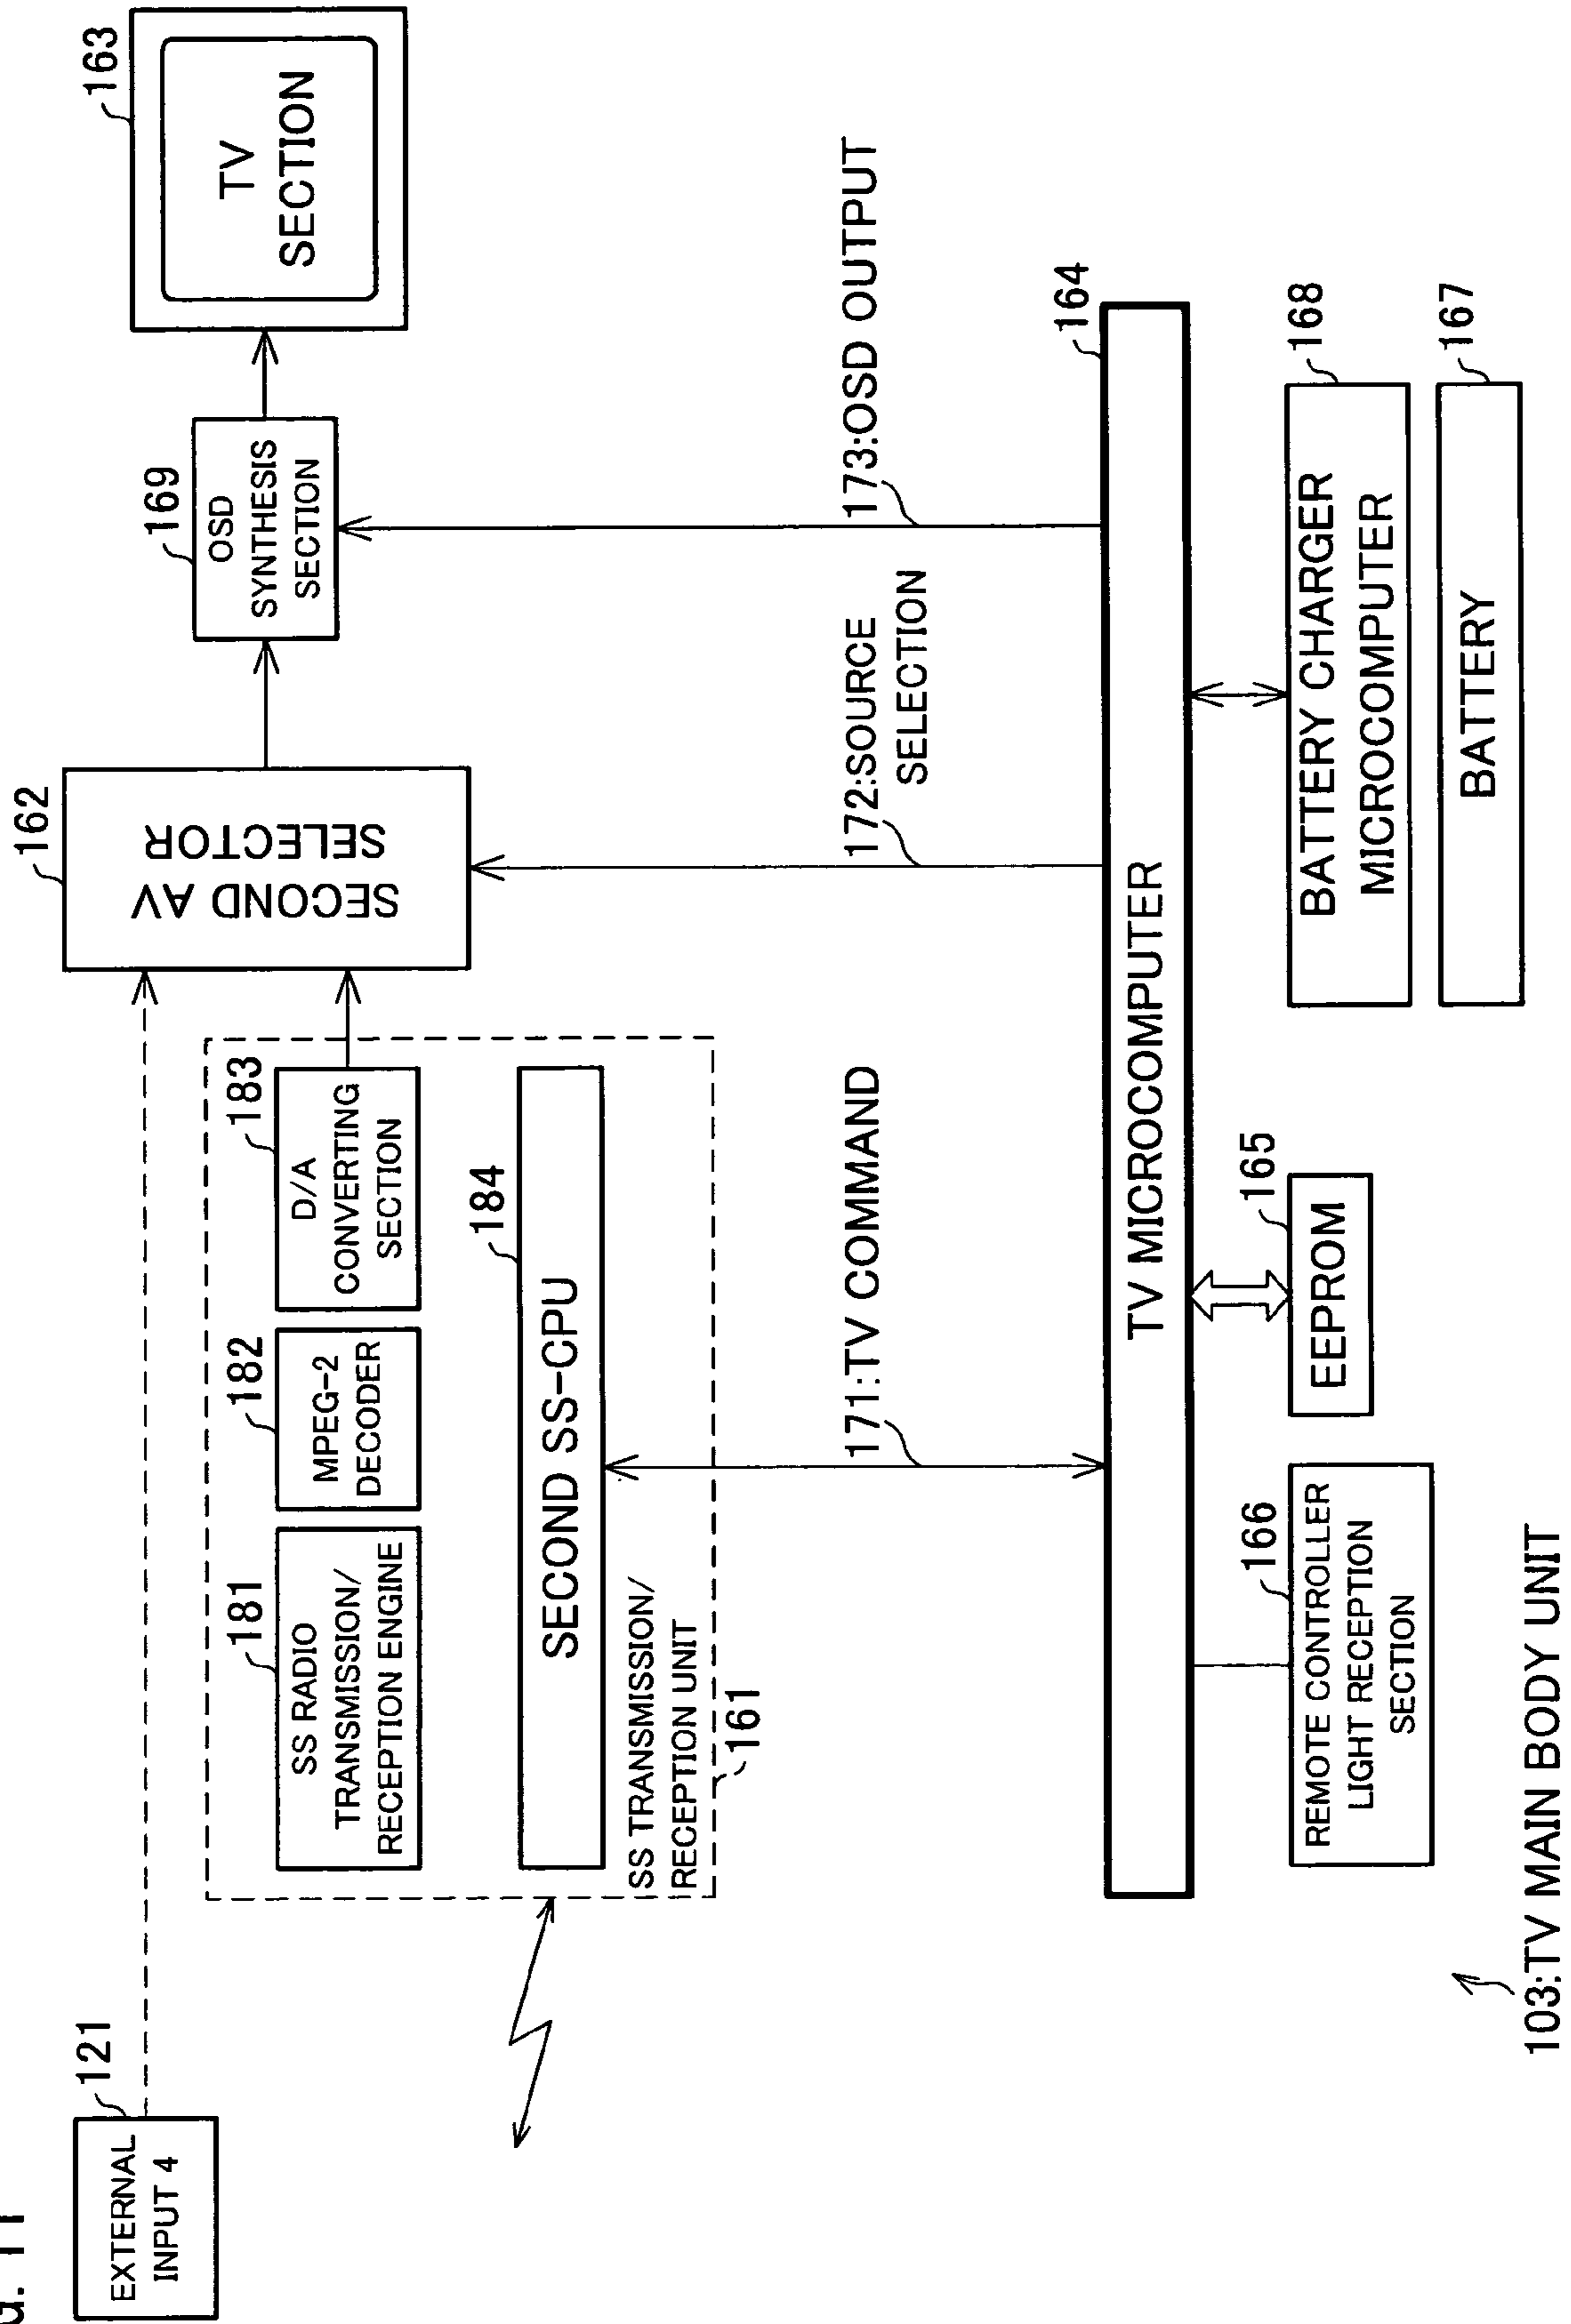 G. 11
EXTERNAL
INPUT 4
121
162
SECOND AV
SELECTOR
169
OSD
SYNTHESIS
SECTION
163
TV
SECTION
181
SS RADIO
TRANSMISSION/
RECEPTION ENGINE
182
MPEG-2
DECODER
183
D/A
CONVERTING
SECTION
184
SECOND SS-CPU
SS TRANSMISSION/
RECEPTION UNIT
161
171:TV COMMAND
172:SOURCE
SELECTION
173:OSD OUTPUT
164
TV MICROCOMPUTER
166
REMOTE CONTROLLER
LIGHT RECEPTION
SECTION
165
EEPROM
168
BATTERY CHARGER
MICROCOMPUTER
167
BATTERY
103:TV MAIN BODY UNIT